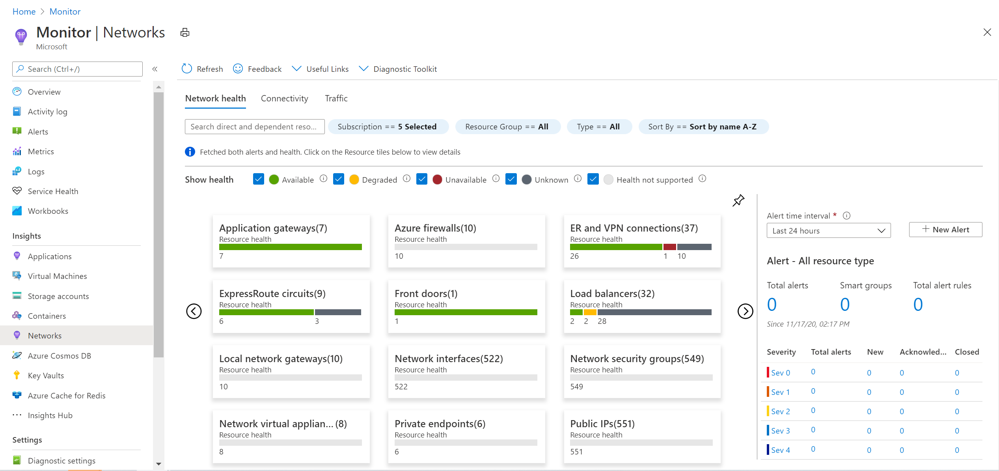 Home > Monitor
Monitor | Networks
Microsoft
Search (Ctrl+/)
«
Overview
Activity log
Alerts
Metrics
Logs
Service Health
Workbooks
Insights
Applications
Virtual Machines
Storage accounts
Containers
Networks
Azure Cosmos DB
Key Vaults
Azure Cache for Redis
Insights Hub
Settings
Diagnostic settings
Refresh Feedback Useful Links Diagnostic Toolkit
Network health Connectivity Traffic
Search direct and dependent reso... Subscription == 5 Selected Resource Group == All Type == All Sort By == Sort by name A-Z
Fetched both alerts and health. Click on the Resource tiles below to view details
Show health Available Degraded Unavailable Unknown Health not supported
Application gateways(7)
Resource health
7
Azure firewalls(10)
Resource health
10
ER and VPN connections(37)
Resource health
26 1 10
ExpressRoute circuits(9)
Resource health
6 3
Front doors(1)
Resource health
1
Load balancers(32)
Resource health
2 2 28
Local network gateways(10)
Resource health
10
Network interfaces(522)
Resource health
522
Network security groups(549)
Resource health
549
Network virtual applian... (8)
Resource health
8
Private endpoints(6)
Resource health
6
Public IPs(551)
Resource health
551
Alert time interval *
Last 24 hours
+ New Alert
Alert - All resource type
Total alerts Smart groups Total alert rules
0 0 0
Since 11/17/20, 02:17 PM
Severity Total alerts New Acknowled... Closed
Sev 0 0 0 0 0
Sev 1 0 0 0 0
Sev 2 0 0 0 0
Sev 3 0 0 0 0
Sev 4 0 0 0 0